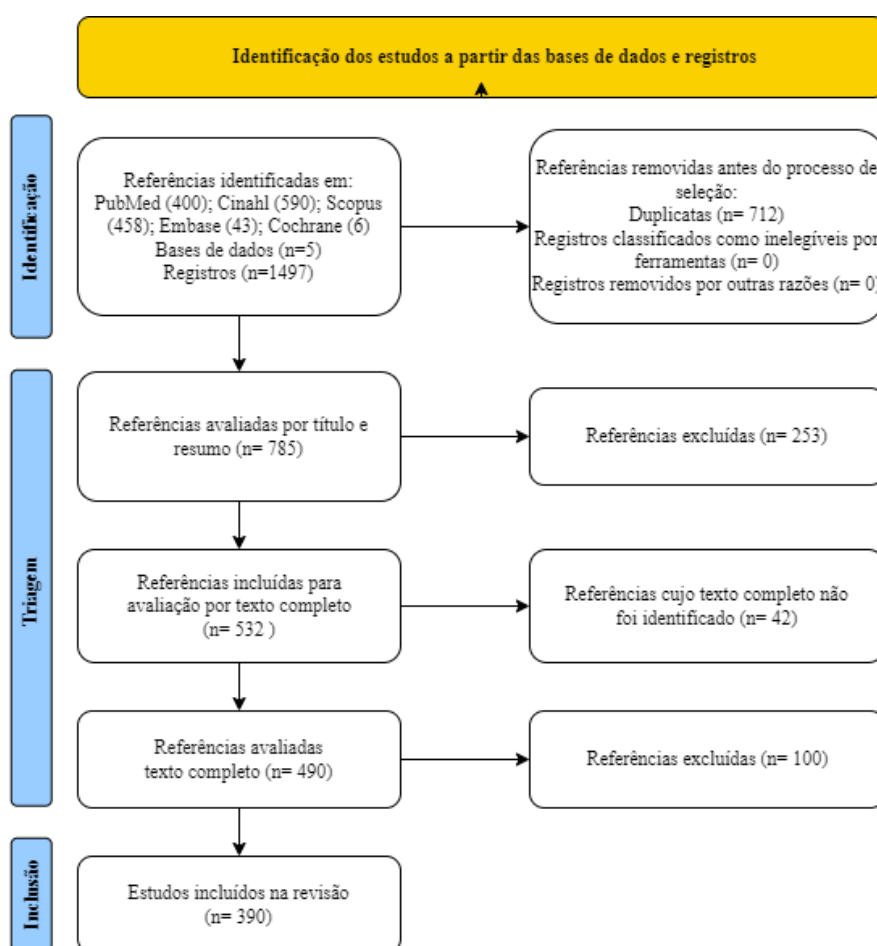 Identificação dos estudos a partir das bases de dados e registros
Identificação
Referências identificadas em:
PubMed (400); Cinahl (590); Scopus
(458); Embase (43); Cochrane (6)
Bases de dados (n=5)
Registros (n=1497)
Referências removidas antes do processo de
seleção:
Duplicatas (n= 712)
Registros classificados como inelegíveis por
ferramentas (n= 0)
Registros removidos por outras razões (n= 0)
Triagem
Referências avaliadas por título e
resumo (n= 785)
Referências excluídas (n= 253)
Referências incluídas para
avaliação por texto completo
(n= 532 )
Referências cujo texto completo não
foi identificado (n= 42)
Referências avaliadas
texto completo (n= 490)
Referências excluídas (n= 100)
Inclusão
Estudos incluídos na revisão
(n= 390)